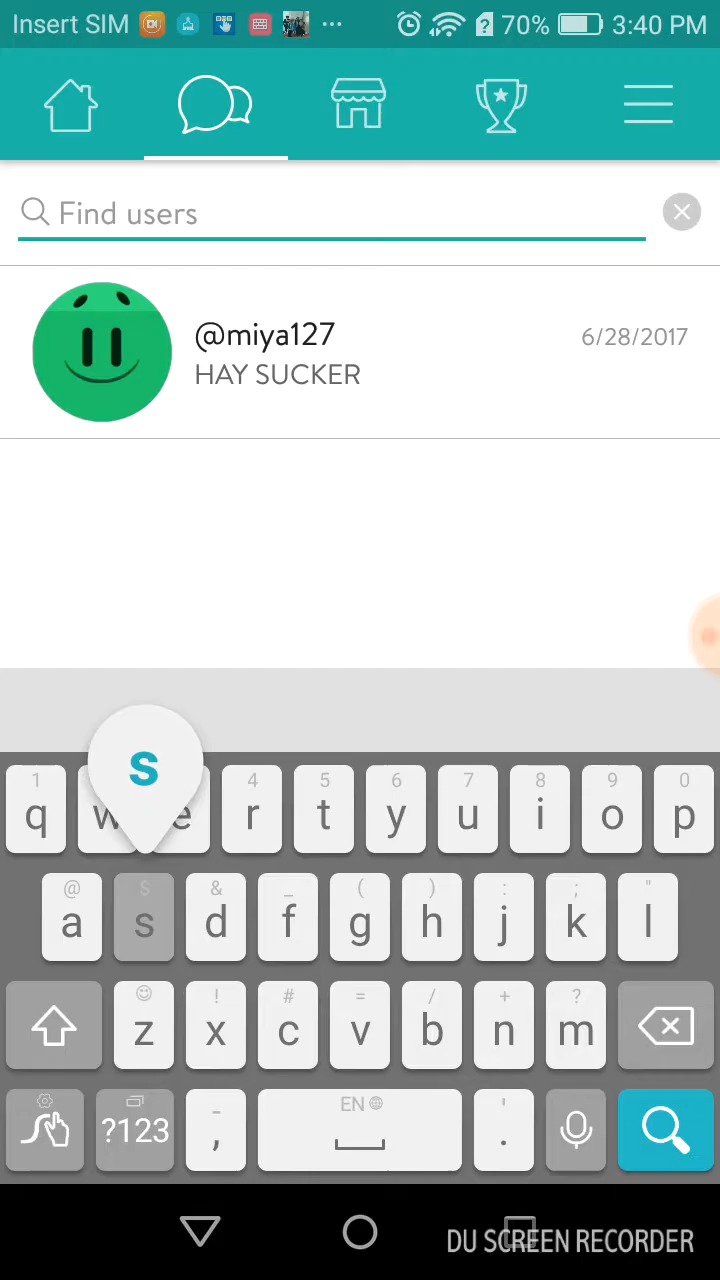 Insert SIM ... 70% 3:40 PM
Find users
@miya127 6/28/2017
HAY SUCKER
s
1 4 5 6 7 8 9 0
q w e r t y u i o p
@ $ & _ ( ) : ; "
a s d f g h j k l
! # = / + ?
z x c v b n m
- EN '
?123 , .
DU SCREEN RECORDER